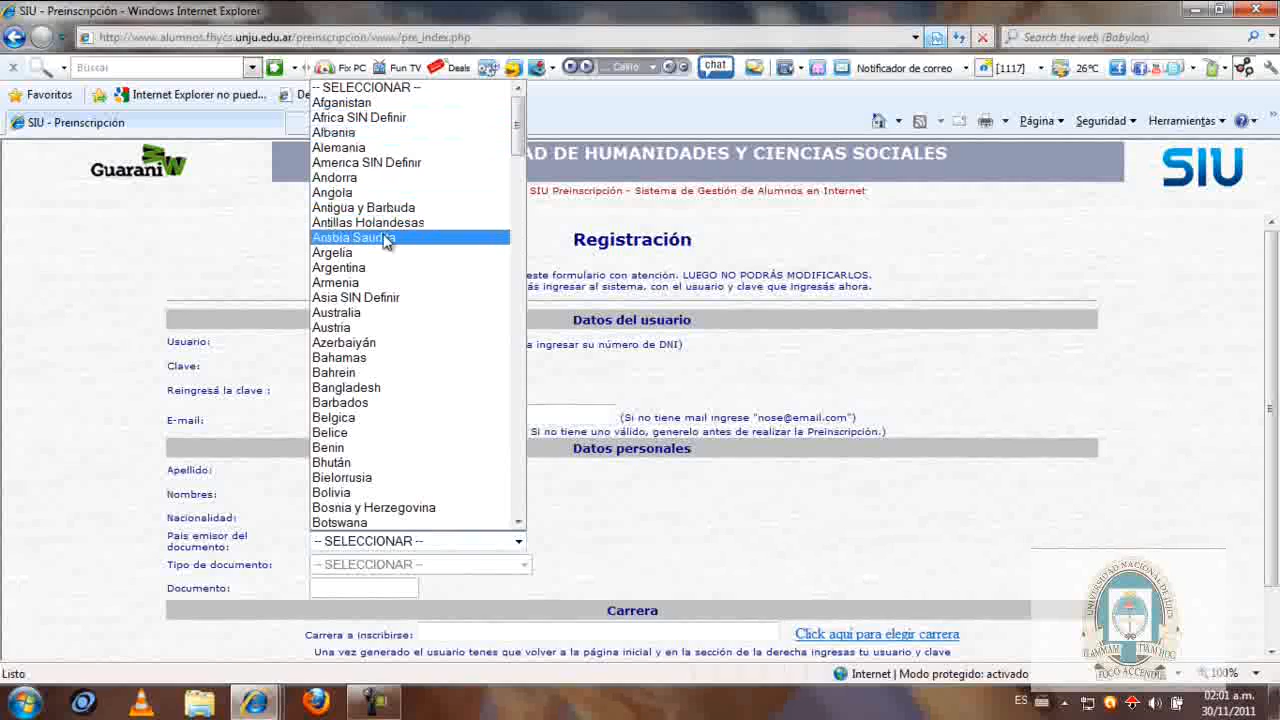 SIU - Preinscripción - Windows Internet Explorer
http://www.alumnos.fhycs.unju.edu.ar/preinscripcion/www/pre_index.php
Search the web (Babylon)
Buscar
Fix PC
Fun TV
Deals
chat
Notificador de correo
[1117]
26°C
Favoritos
Internet Explorer no pued...
SIU - Preinscripción
Página
Seguridad
Herramientas
Guarani
AD DE HUMANIDADES Y CIENCIAS SOCIALES
SIU
SIU Preinscripción - Sistema de Gestión de Alumnos en Internet
Registración
este formulario con atención. LUEGO NO PODRÁS MODIFICARLOS.
ás ingresar al sistema, con el usuario y clave que ingresás ahora.
Datos del usuario
Usuario:
a ingresar su número de DNI)
Clave:
Reingresá la clave :
E-mail:
(Si no tiene mail ingrese "nose@email.com")
Si no tiene uno válido, generelo antes de realizar la Preinscripción.)
Datos personales
Apellido:
Nombres:
Nacionalidad:
-- SELECCIONAR --
Afganistan
Africa SIN Definir
Albania
Alemania
America SIN Definir
Andorra
Angola
Antigua y Barbuda
Antillas Holandesas
Argelia
Argentina
Armenia
Asia SIN Definir
Australia
Austria
Azerbaiyán
Bahamas
Bahrein
Bangladesh
Barbados
Belgica
Belice
Benin
Bhután
Bielorrusia
Bolivia
Bosnia y Herzegovina
Botswana
País emisor del
documento:
-- SELECCIONAR --
Tipo de documento:
-- SELECCIONAR --
Documento:
Carrera
Carrera a inscribirse:
Click aquí para elegir carrera
Una vez generado el usuario tenes que volver a la página inicial y en la sección de la derecha ingresas tu usuario y clave
UNIVERSIDAD NACIONAL DE JUJUY
Listo
Internet | Modo protegido: activado
100%
ES
02:01 a.m.
30/11/2011